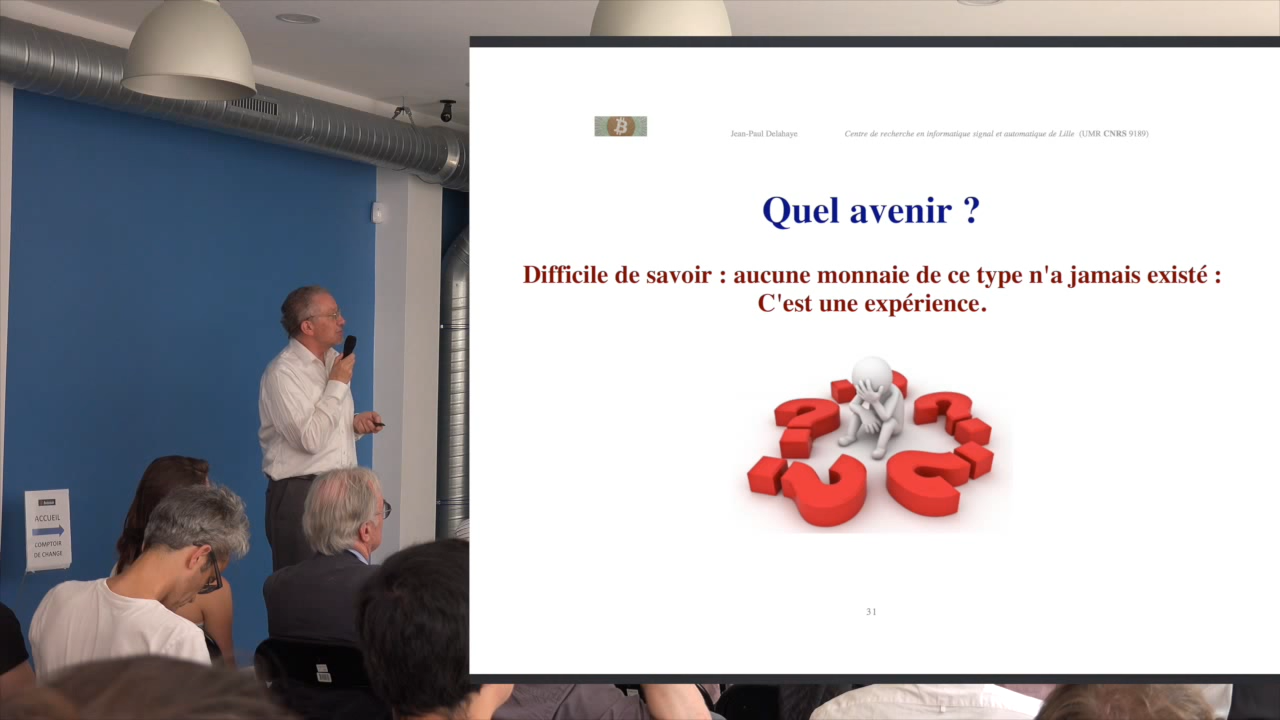 Jean-Paul Delahaye Centre de recherche en informatique signal et automatique de Lille (UMR CNRS 9189)
Quel avenir ?
Difficile de savoir : aucune monnaie de ce type n'a jamais existé :
C'est une expérience.
31
ACCUEIL
COMPTOIR
DE CHANGE